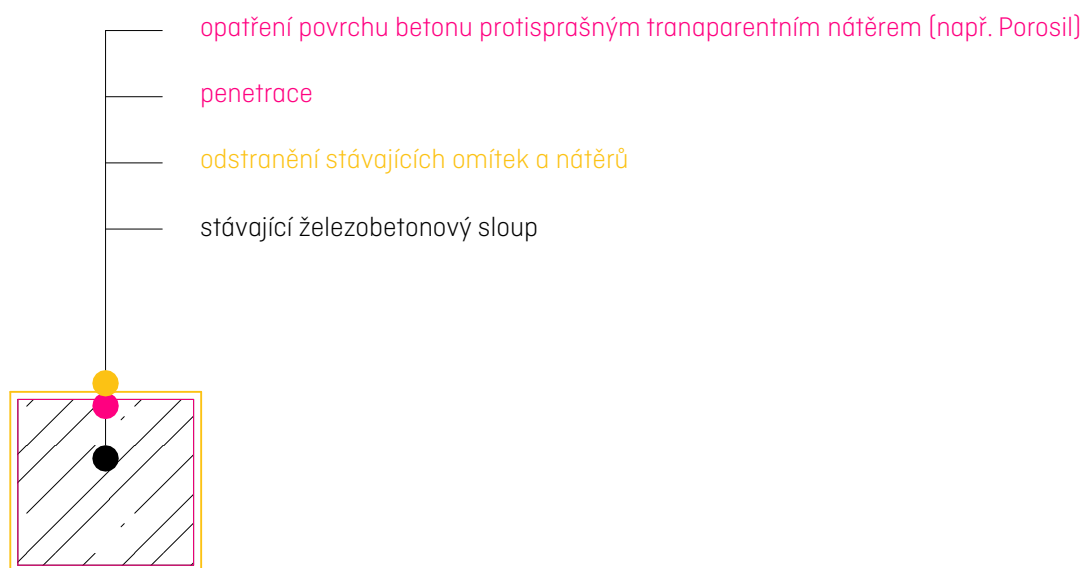 opatření povrchu betonu protisprašným tranaparentním nátěrem (např. Porosil)
penetrace
odstranění stávajících omítek a nátěrů
stávající železobetonový sloup